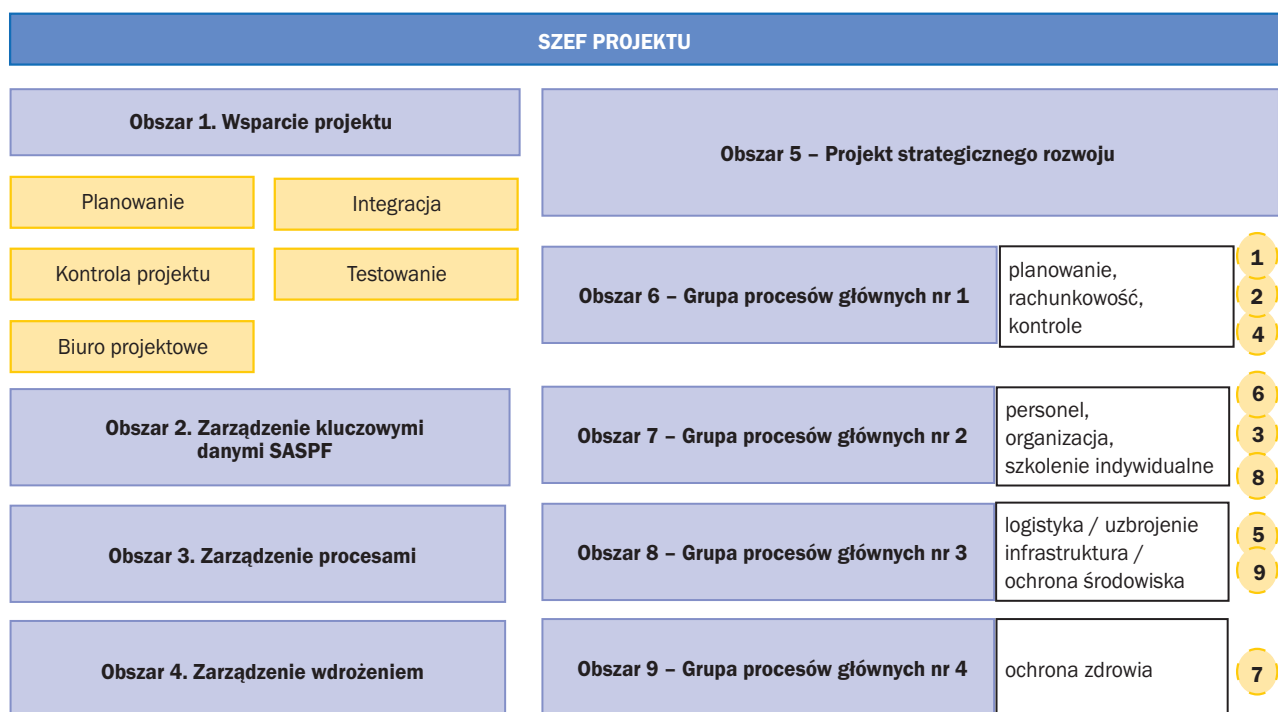 SZEF PROJEKTU
Obszar 1. Wsparcie projektu
Planowanie
Integracja
Kontrola projektu
Testowanie
Biuro projektowe
Obszar 2. Zarządzenie kluczowymi
danymi SASPF
Obszar 3. Zarządzenie procesami
Obszar 4. Zarządzenie wdrożeniem
Obszar 5 – Projekt strategicznego rozwoju
Obszar 6 – Grupa procesów głównych nr 1
planowanie,
rachunkowość,
kontrole
1
2
4
Obszar 7 – Grupa procesów głównych nr 2
personel,
organizacja,
szkolenie indywidualne
6
3
8
Obszar 8 – Grupa procesów głównych nr 3
logistyka / uzbrojenie
infrastruktura /
ochrona środowiska
5
9
Obszar 9 – Grupa procesów głównych nr 4
ochrona zdrowia
7